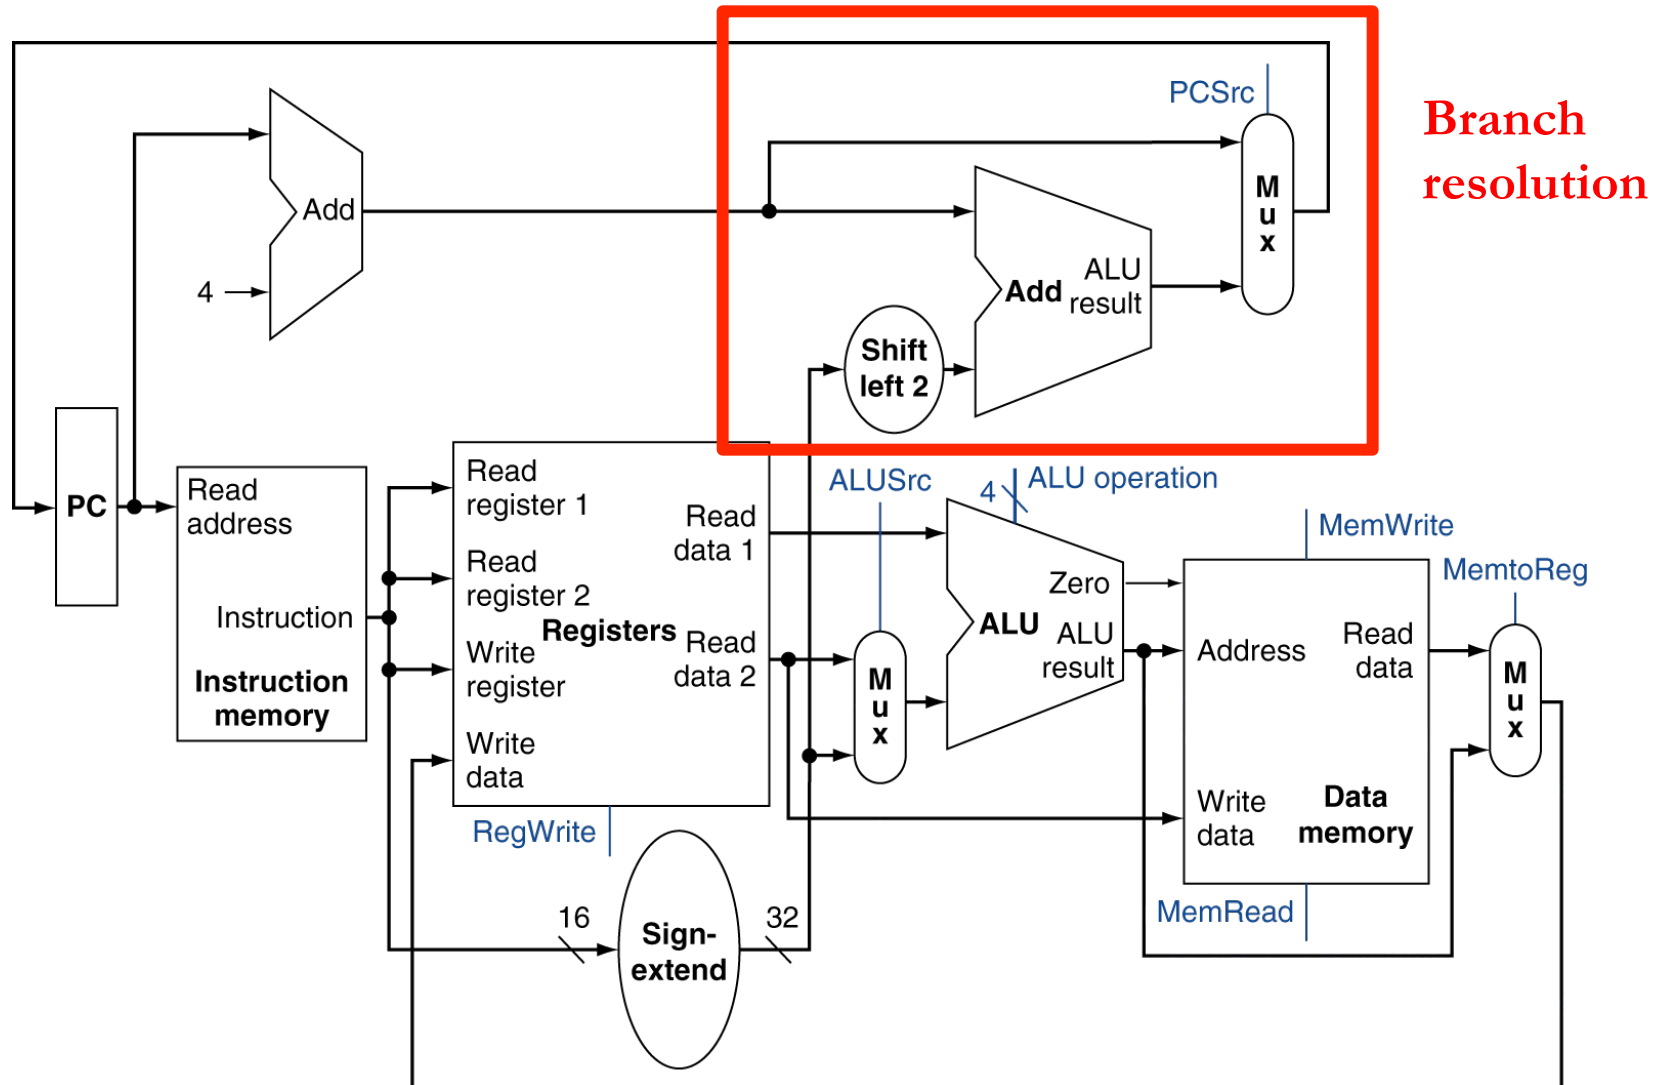 PCSrc
Branch
resolution
M
u
x
Add
4
Add
ALU
result
Shift
left 2
PC
Read
address
Instruction
Instruction
memory
Read
register 1
Read
register 2
Registers
Write
register
Write
data
Read
data 1
Read
data 2
RegWrite
16
Sign-
extend
32
ALUSrc
M
u
x
4
ALU operation
Zero
ALU
ALU
result
MemWrite
MemtoReg
Address
Read
data
Write
data
Data
memory
MemRead
M
u
x